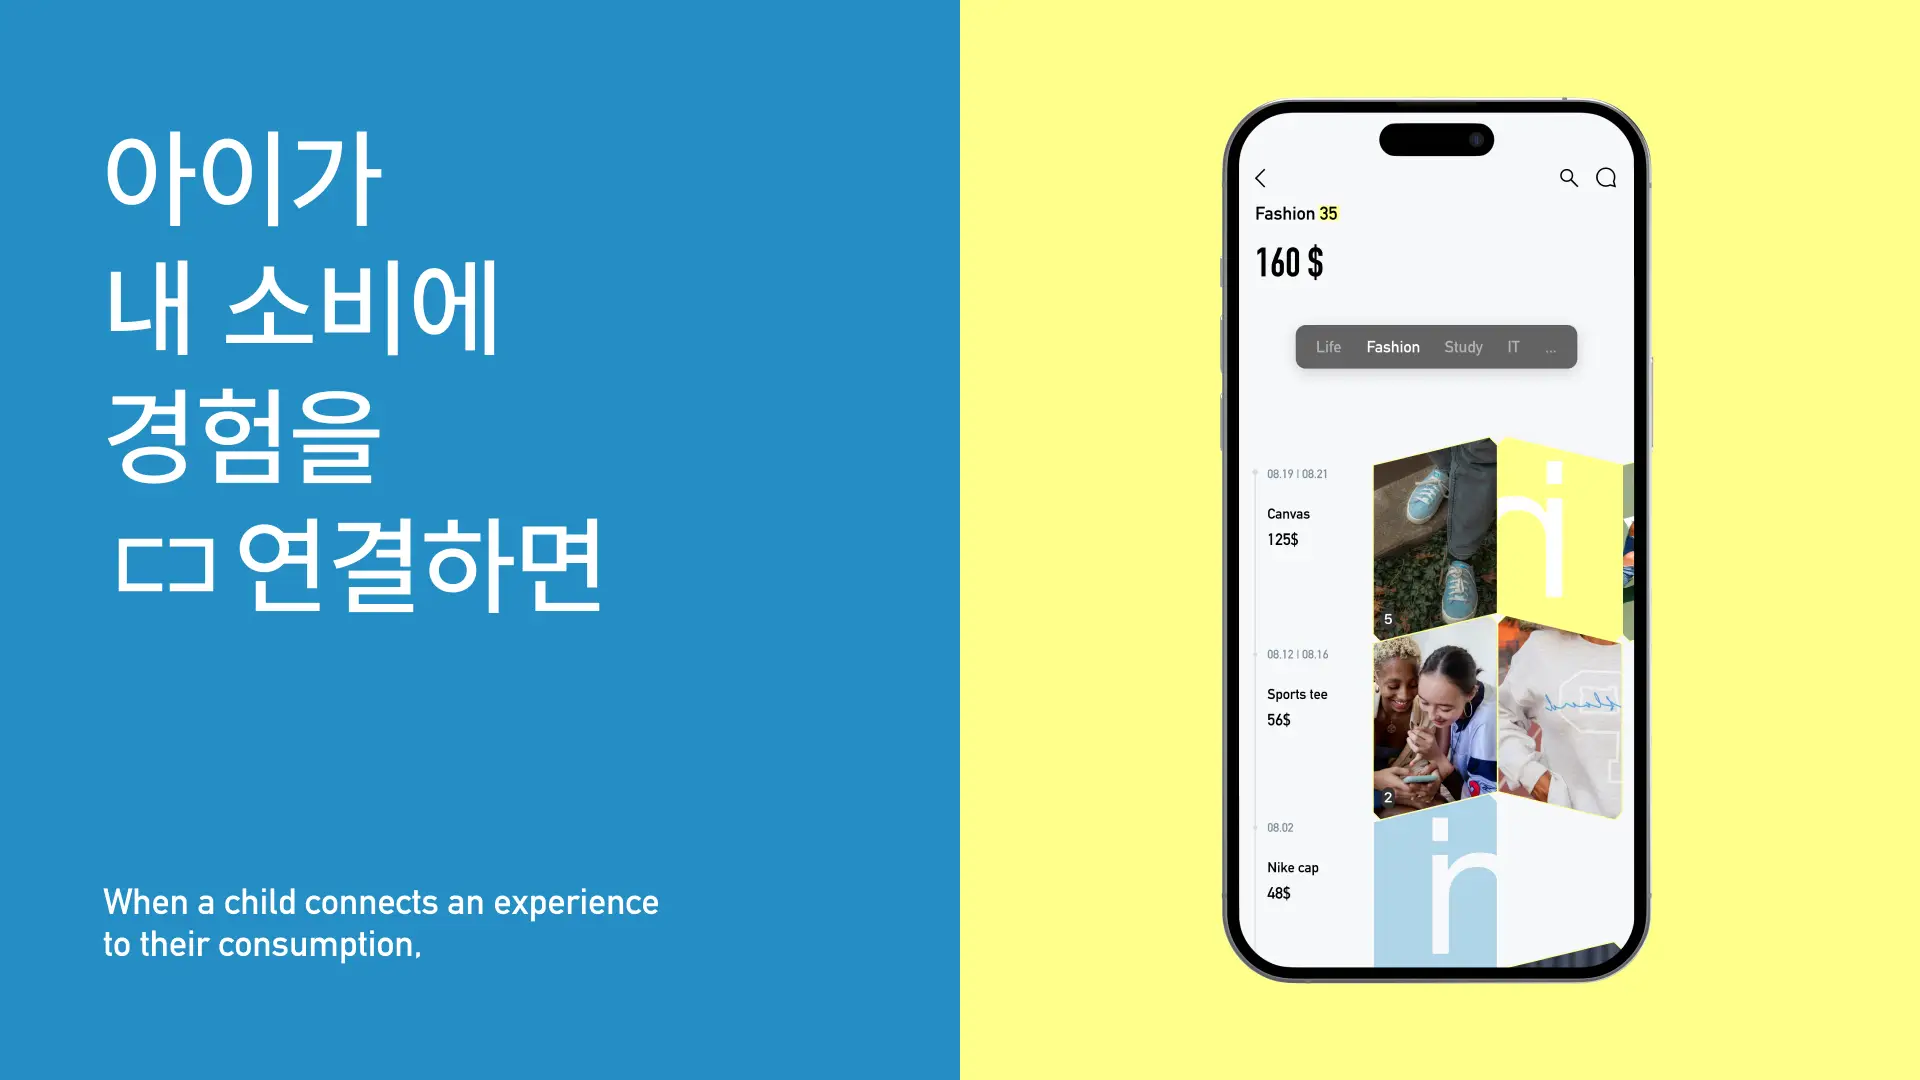 아이가
내 소비에
경험을
연결하면
When a child connects an experience
to their consumption,
Fashion 35
160 $
Life Fashion Study IT ...
08.19 | 08.21
Canvas
125$
5
08.12 | 08.16
Sports tee
56$
2
08.02
Nike cap
48$